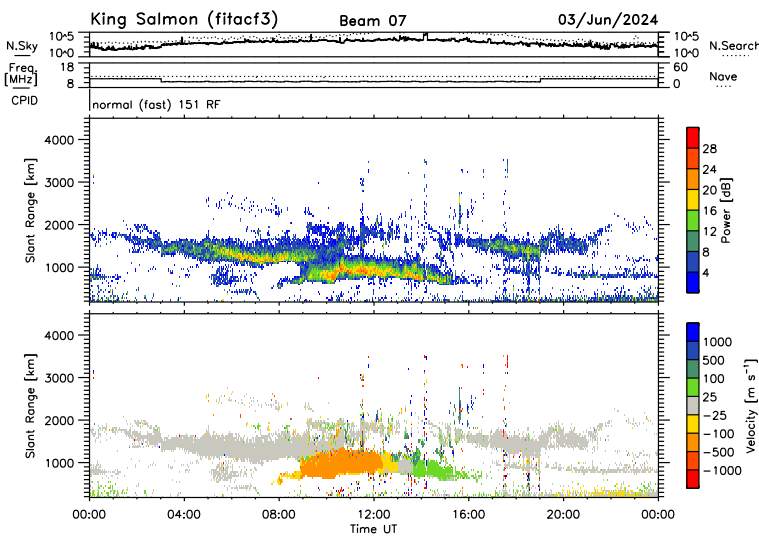 King Salmon (fitacf3) Beam 07 03/Jun/2024
N.Sky 10^5 10^0 10^5 10^0 N.Search
Freq. [MHz] 18 8 60 0 Nave
CPID normal (fast) 151 RF
Slant Range [km] 4000 3000 2000 1000
Power [dB] 28 24 20 16 12 8 4
Slant Range [km] 4000 3000 2000 1000
Velocity [m s⁻¹] 1000 500 100 25 −25 −100 −500 −1000
00:00 04:00 08:00 12:00 16:00 20:00 00:00
Time UT